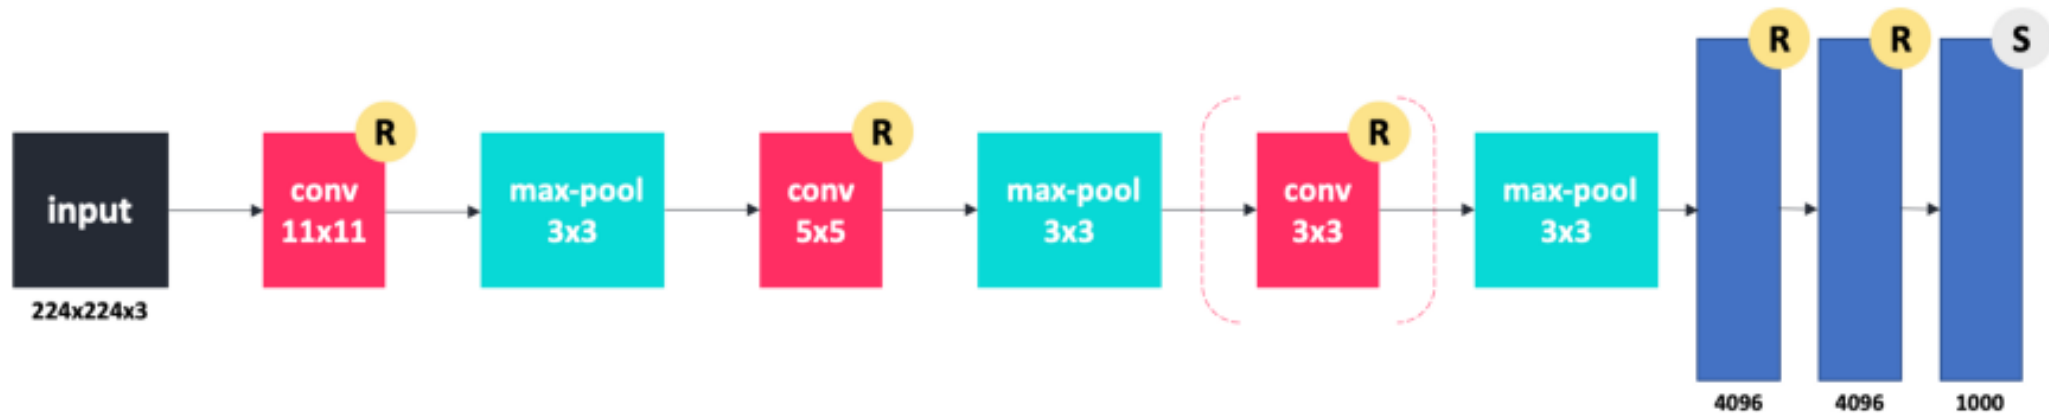 input
224x224x3
R
conv
11x11
max-pool
3x3
R
conv
5x5
max-pool
3x3
R
conv
3x3
max-pool
3x3
R
4096
R
4096
S
1000